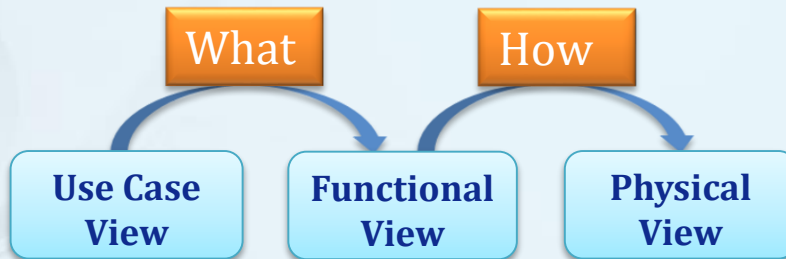 What
How
Use Case
View
Functional
View
Physical
View